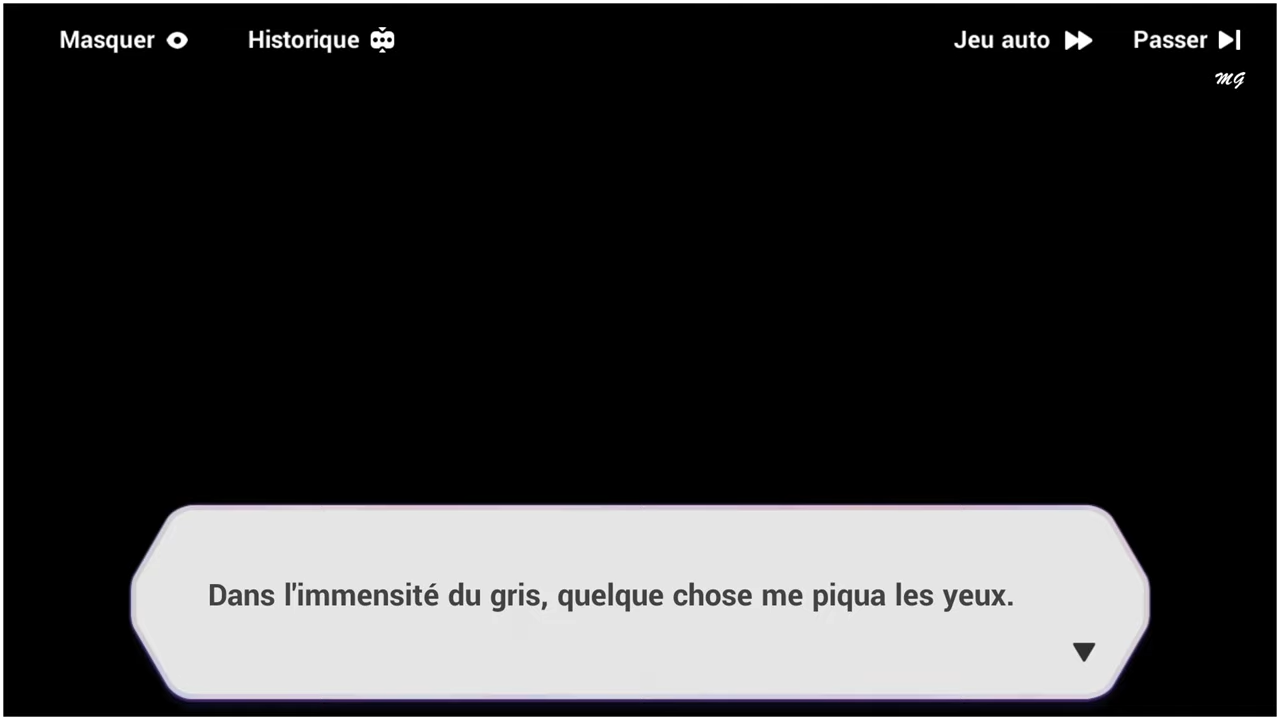 Masquer Historique Jeu auto Passer
MG
Dans l'immensité du gris, quelque chose me piqua les yeux.